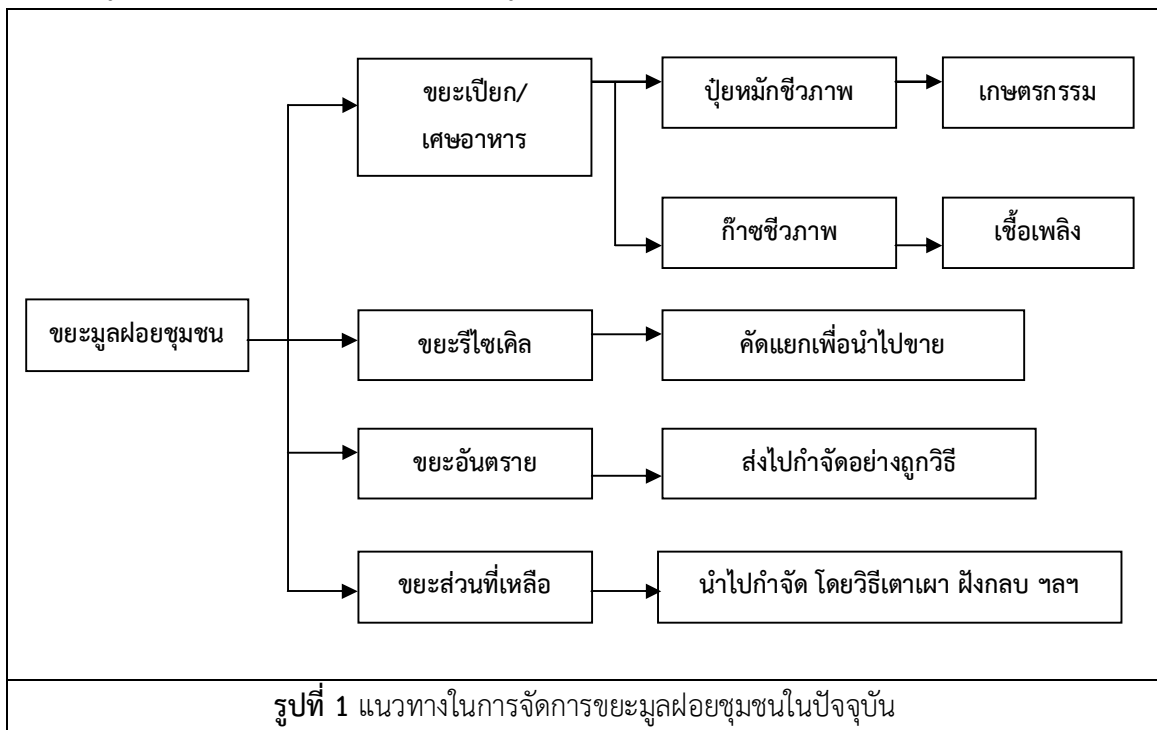 ขยะเปียก/
เศษอาหาร
ปุ๋ยหมักชีวภาพ
เกษตรกรรม
ก๊าซชีวภาพ
เชื้อเพลิง
ขยะมูลฝอยชุมชน
ขยะรีไซเคิล
คัดแยกเพื่อนำไปขาย
ขยะอันตราย
ส่งไปกำจัดอย่างถูกวิธี
ขยะส่วนที่เหลือ
นำไปกำจัด โดยวิธีเตาเผา ฝังกลบ ฯลฯ
รูปที่ 1 แนวทางในการจัดการขยะมูลฝอยชุมชนในปัจจุบัน